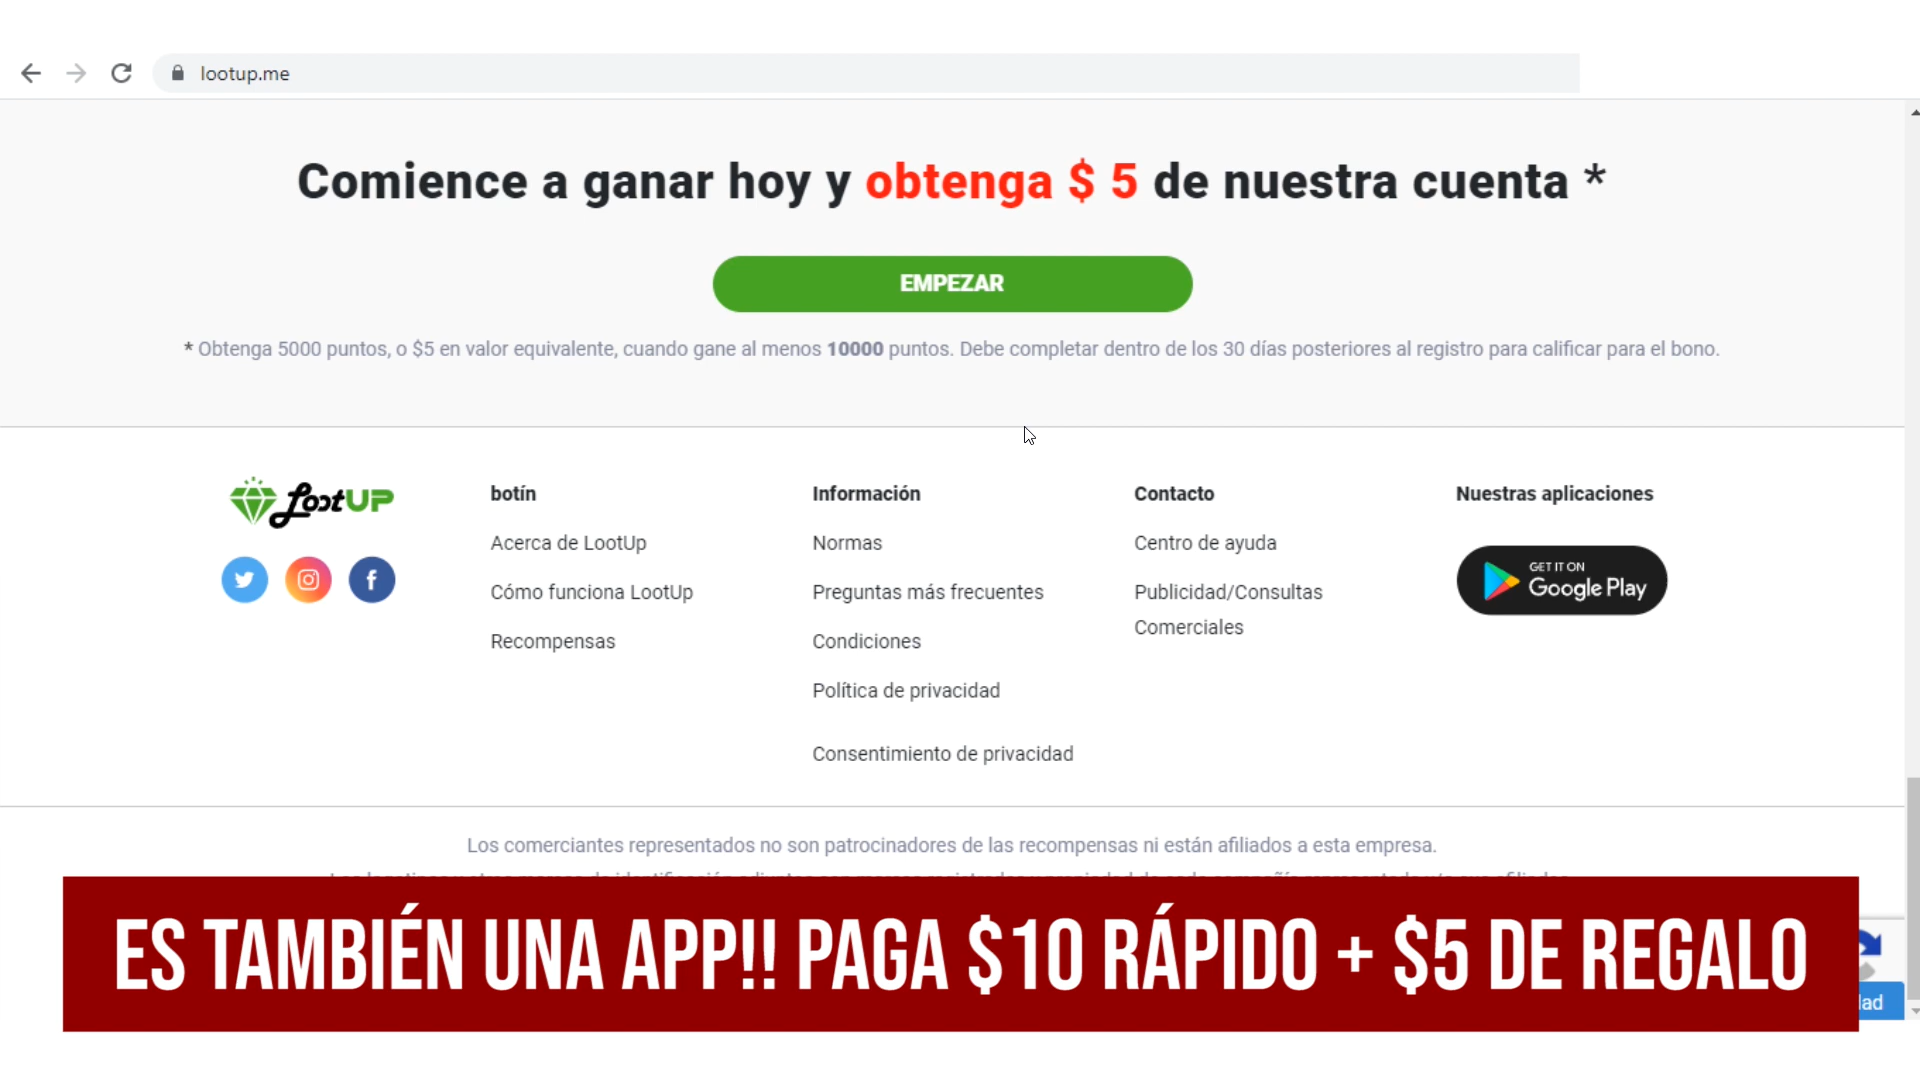 lootup.me
Comience a ganar hoy y obtenga $ 5 de nuestra cuenta *
EMPEZAR
* Obtenga 5000 puntos, o $5 en valor equivalente, cuando gane al menos 10000 puntos. Debe completar dentro de los 30 días posteriores al registro para calificar para el bono.
LootUP
botín
Acerca de LootUp
Cómo funciona LootUp
Recompensas
Información
Normas
Preguntas más frecuentes
Condiciones
Política de privacidad
Consentimiento de privacidad
Contacto
Centro de ayuda
Publicidad/Consultas
Comerciales
Nuestras aplicaciones
GET IT ON
Google Play
Los comerciantes representados no son patrocinadores de las recompensas ni están afiliados a esta empresa.
ES TAMBIÉN UNA APP!! PAGA $10 RÁPIDO + $5 DE REGALO